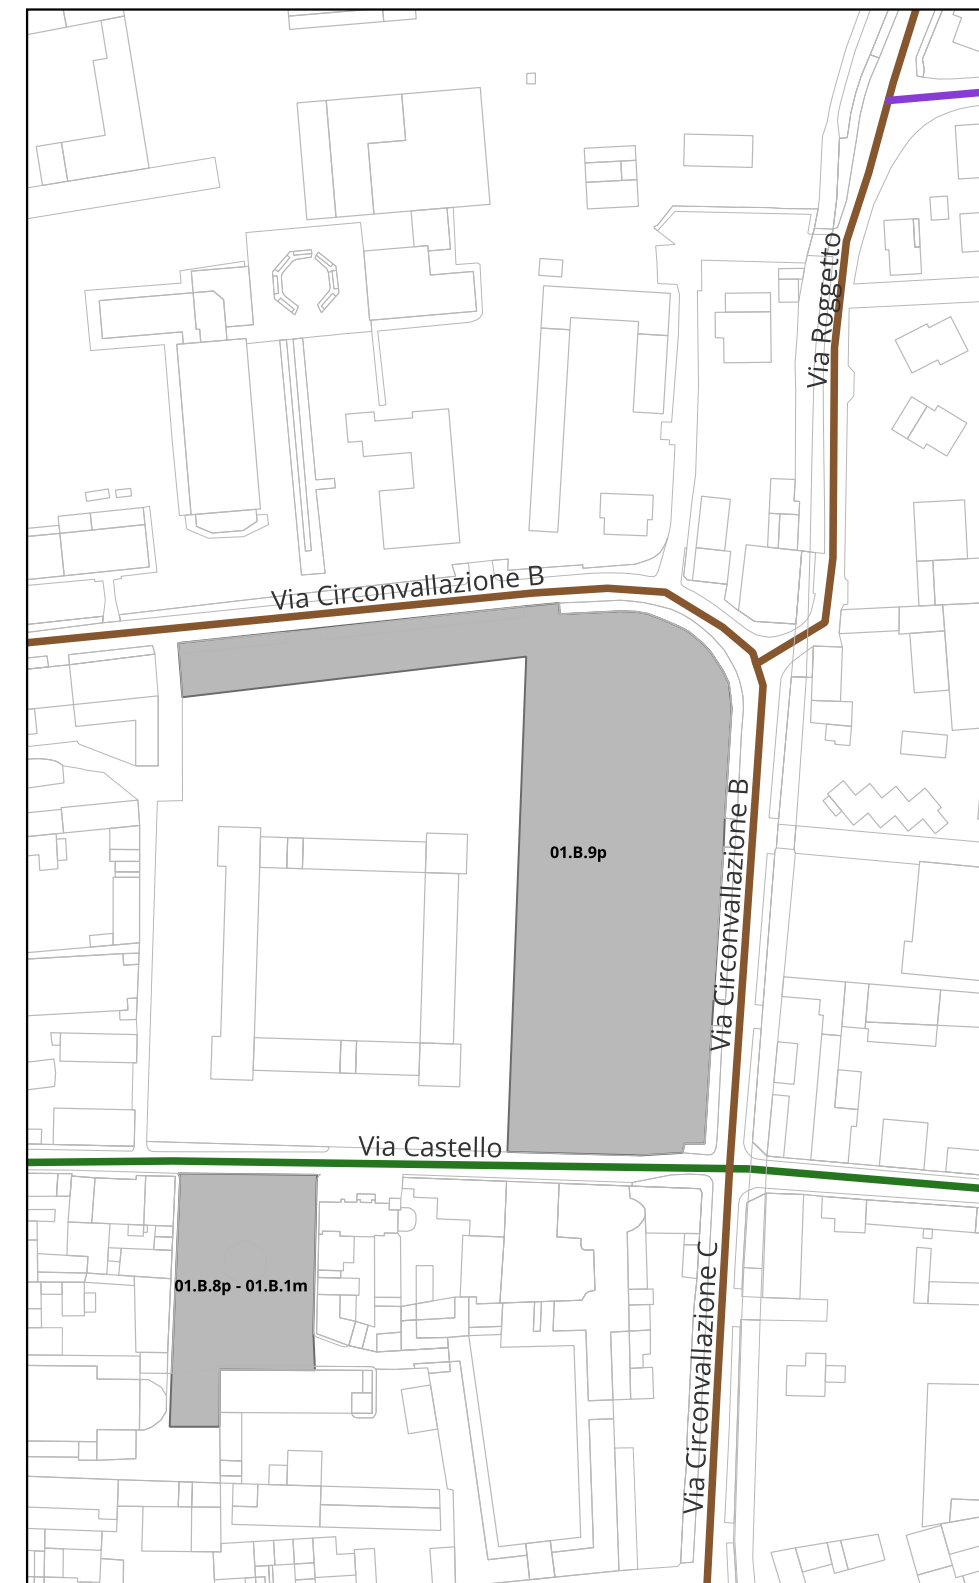 Via Roggetto
Via Circonvallazione B
Via Circonvallazione B
01.B.9p
Via Castello
Via Circonvallazione C
01.B.8p - 01.B.1m